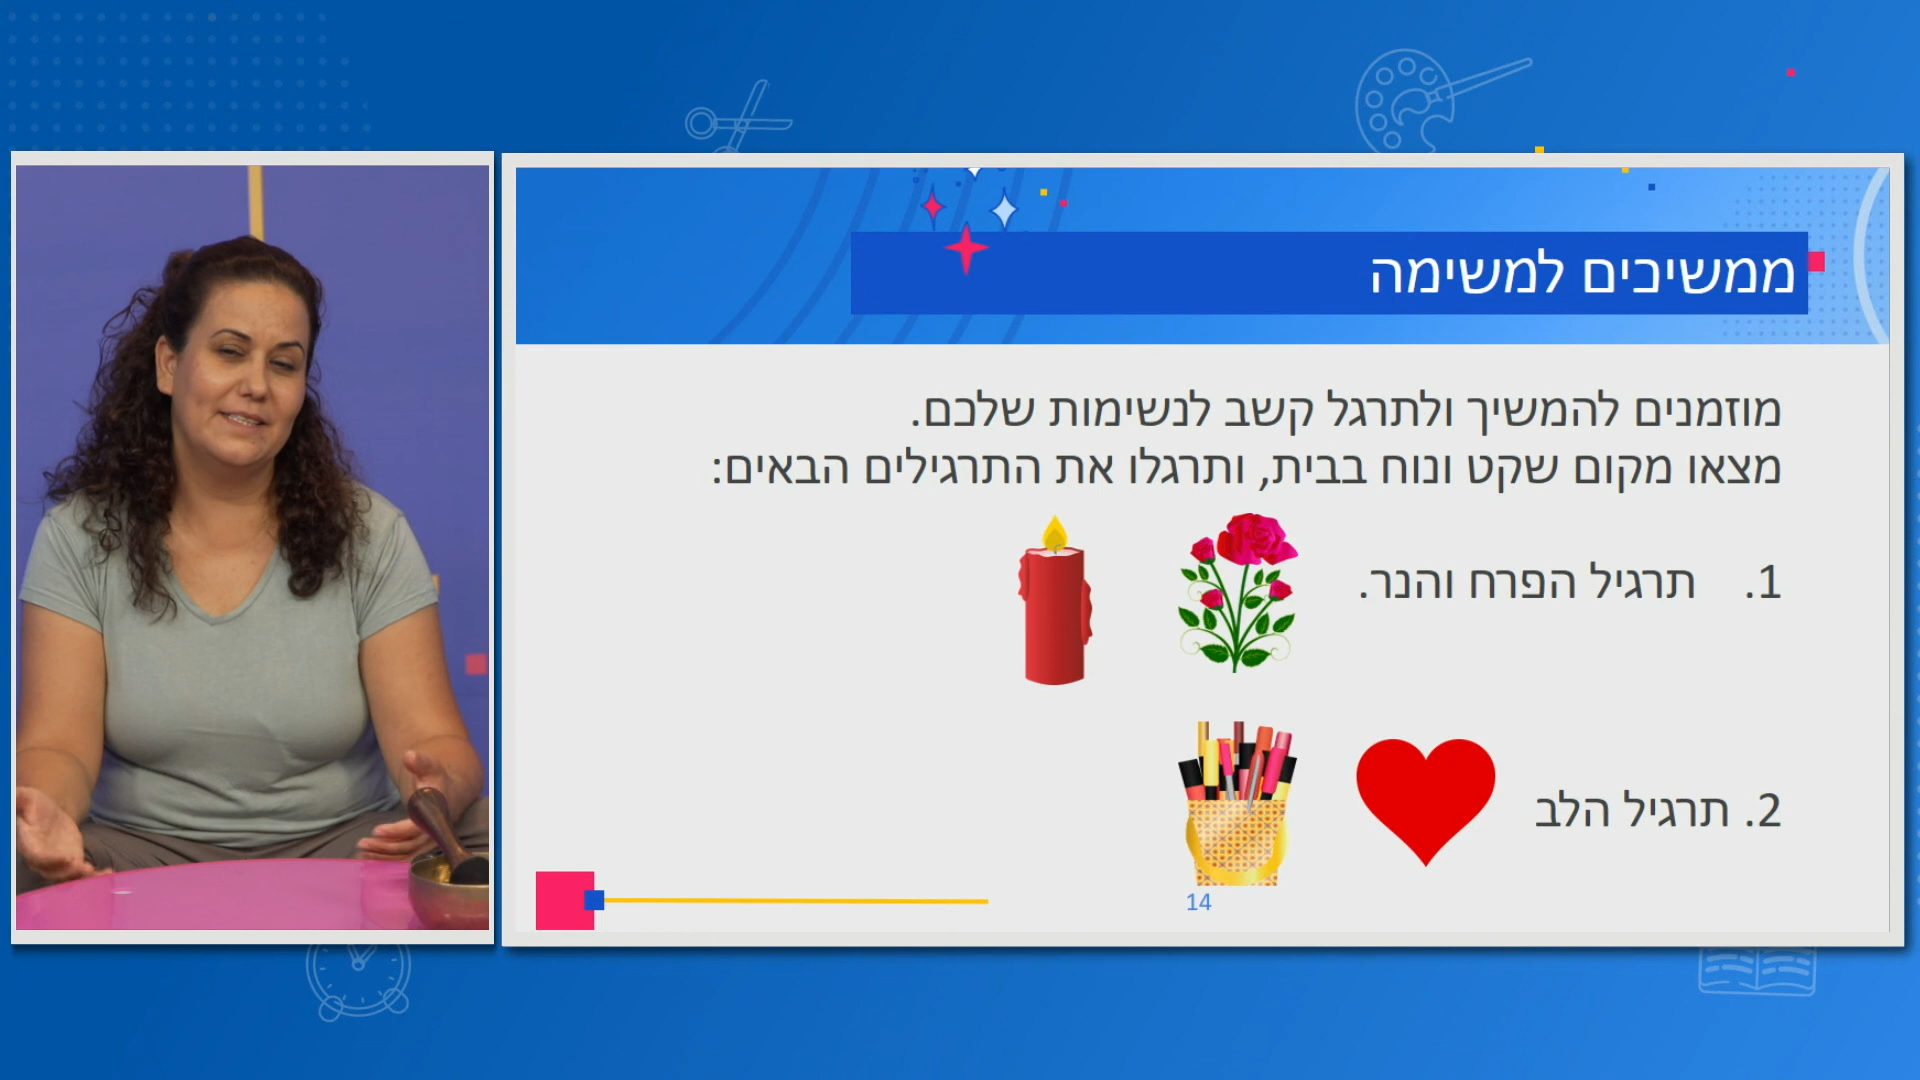 ממשיכים למשימה
מוזמנים להמשיך ולתרגל קשב לנשימות שלכם.
מצאו מקום שקט ונוח בבית, ותרגלו את התרגילים הבאים:
1. תרגיל הפרח והנר.
2. תרגיל הלב
14